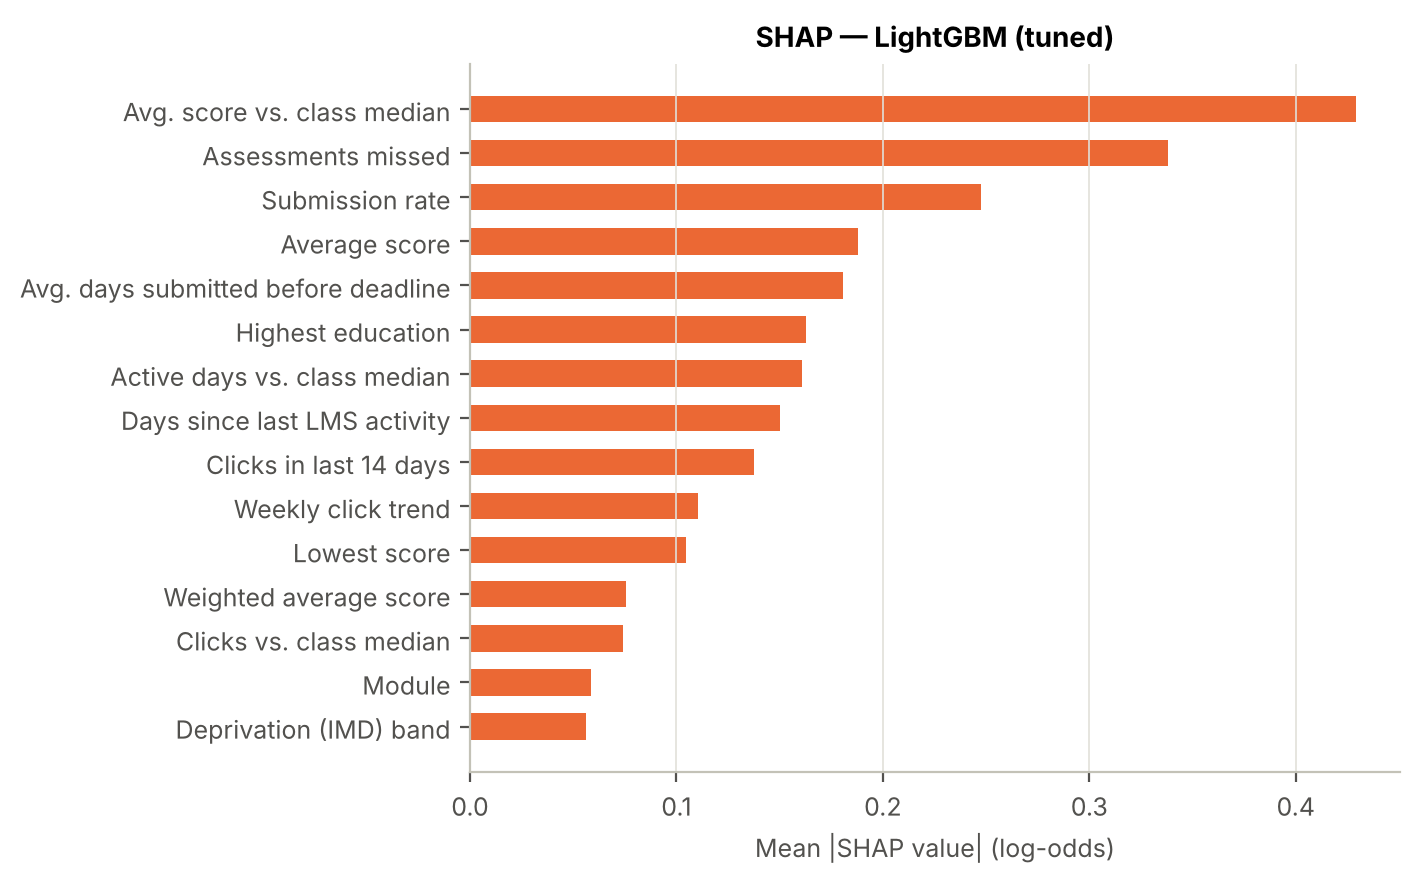 SHAP — LightGBM (tuned)
Avg. score vs. class median
Assessments missed
Submission rate
Average score
Avg. days submitted before deadline
Highest education
Active days vs. class median
Days since last LMS activity
Clicks in last 14 days
Weekly click trend
Lowest score
Weighted average score
Clicks vs. class median
Module
Deprivation (IMD) band
0.0 0.1 0.2 0.3 0.4
Mean |SHAP value| (log-odds)